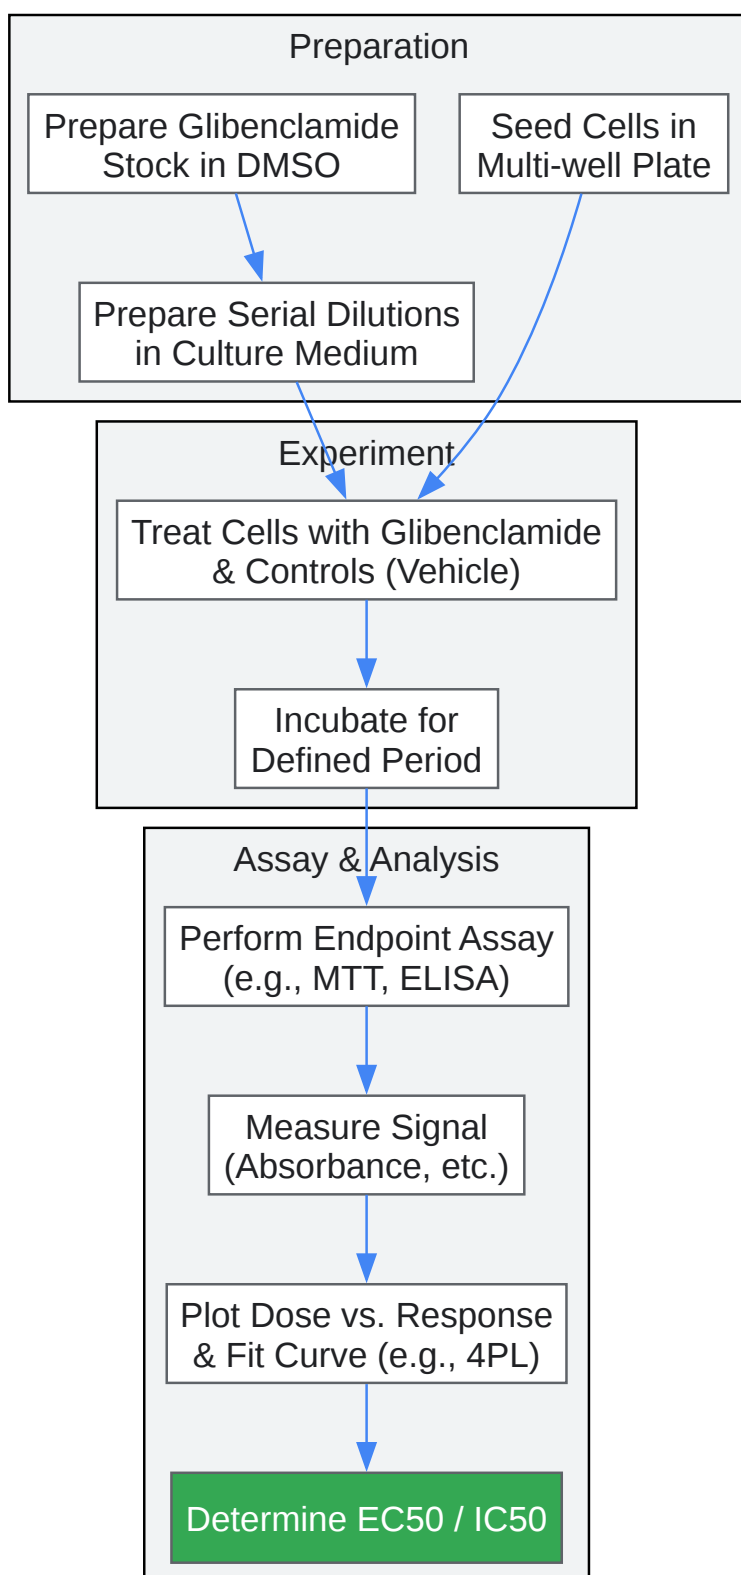 Preparation
Prepare Glibenclamide
Stock in DMSO
Seed Cells in
Multi-well Plate
Prepare Serial Dilutions
in Culture Medium
Experiment
Treat Cells with Glibenclamide
& Controls (Vehicle)
Incubate for
Defined Period
Assay & Analysis
Perform Endpoint Assay
(e.g., MTT, ELISA)
Measure Signal
(Absorbance, etc.)
Plot Dose vs. Response
& Fit Curve (e.g., 4PL)
Determine EC50 / IC50